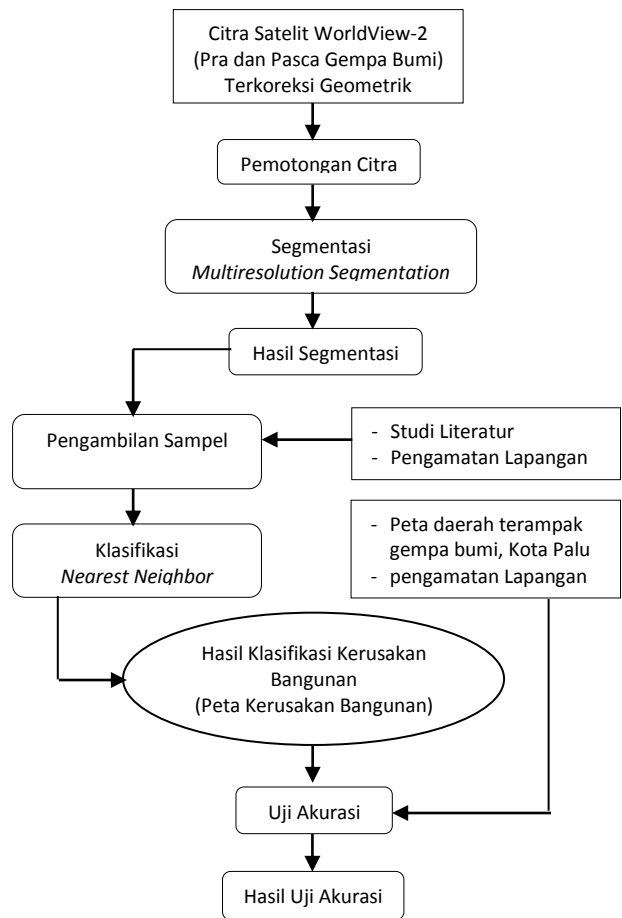 Citra Satelit WorldView-2
(Pra dan Pasca Gempa Bumi)
Terkoreksi Geometrik
Pemotongan Citra
Segmentasi
Multiresolution Segmentation
Hasil Segmentasi
Pengambilan Sampel
- Studi Literatur
- Pengamatan Lapangan
Klasifikasi
Nearest Neighbor
- Peta daerah terampak
gempa bumi, Kota Palu
- pengamatan Lapangan
Hasil Klasifikasi Kerusakan
Bangunan
(Peta Kerusakan Bangunan)
Uji Akurasi
Hasil Uji Akurasi